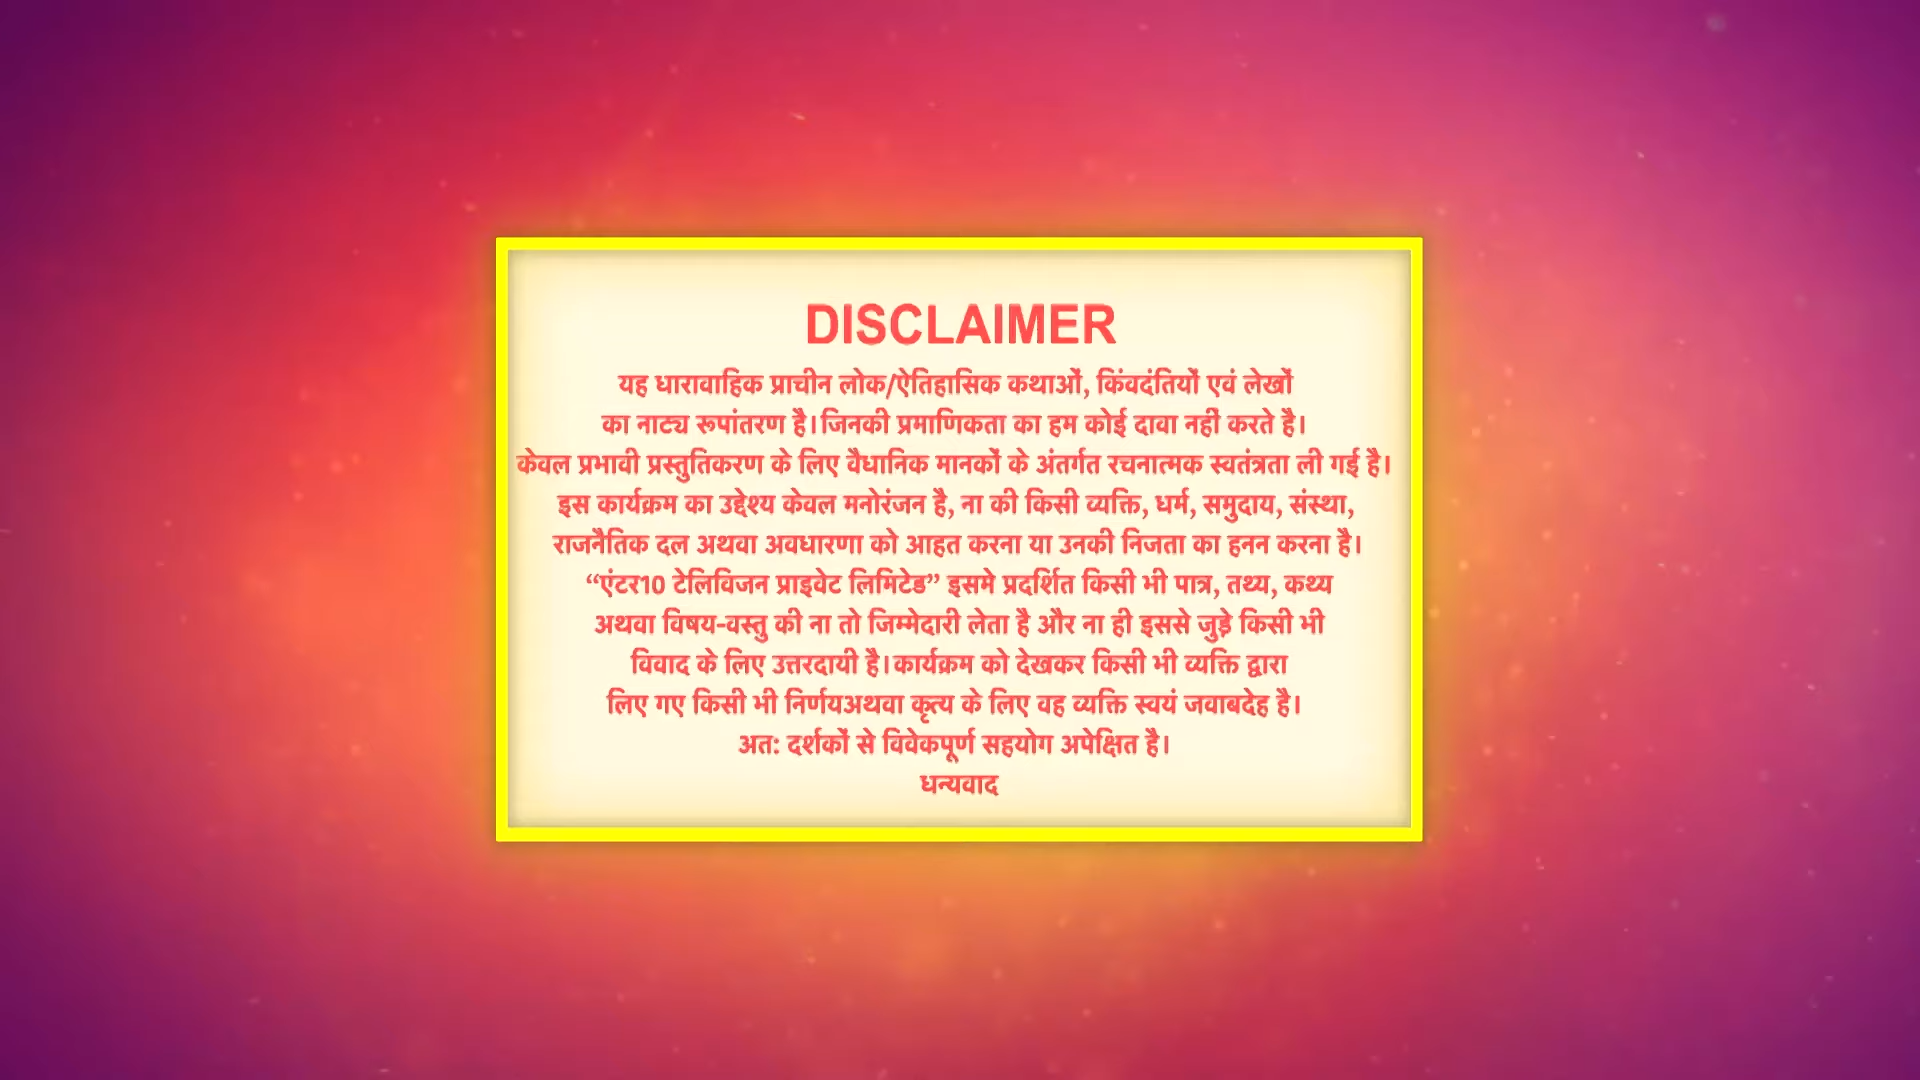 DISCLAIMER
यह धारावाहिक प्राचीन लोक/ऐतिहासिक कथाओं, किंवदंतियों एवं लेखों
का नाट्य रूपांतरण है। जिनकी प्रमाणिकता का हम कोई दावा नहीं करते है।
केवल प्रभावी प्रस्तुतिकरण के लिए वैधानिक मानकों के अंतर्गत रचनात्मक स्वतंत्रता ली गई है।
इस कार्यक्रम का उद्देश्य केवल मनोरंजन है, ना की किसी व्यक्ति, धर्म, समुदाय, संस्था,
राजनैतिक दल अथवा अवधारणा को आहत करना या उनकी निजता का हनन करना है।
“एंटर10 टेलिविजन प्राइवेट लिमिटेड” इसमे प्रदर्शित किसी भी पात्र, तथ्य, कथ्य
अथवा विषय-वस्तु की ना तो जिम्मेदारी लेता है और ना ही इससे जुड़े किसी भी
विवाद के लिए उत्तरदायी है। कार्यक्रम को देखकर किसी भी व्यक्ति द्वारा
लिए गए किसी भी निर्णयअथवा कृत्य के लिए वह व्यक्ति स्वयं जवाबदेह है।
अत: दर्शकों से विवेकपूर्ण सहयोग अपेक्षित है।
धन्यवाद